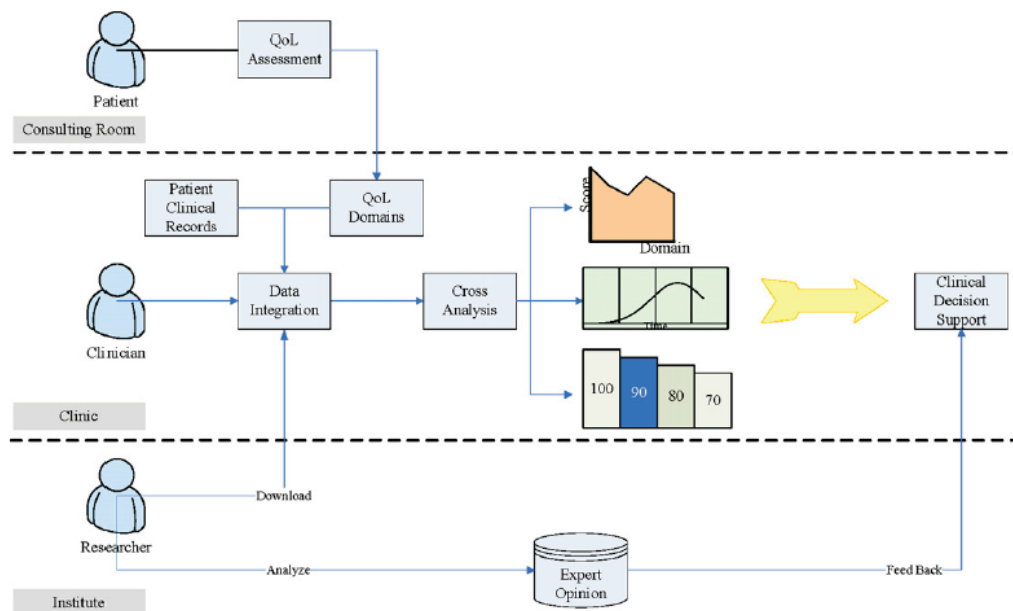 QoL
Assessment
Patient
Consulting Room
Patient
Clinical
Records
QoL
Domains
Score
Domain
Data
Integration
Cross
Analysis
Time
Clinical
Decision
Support
Clinician
100
90
80
70
Clinic
Download
Researcher
Analyze
Expert
Opinion
Feed Back
Institute